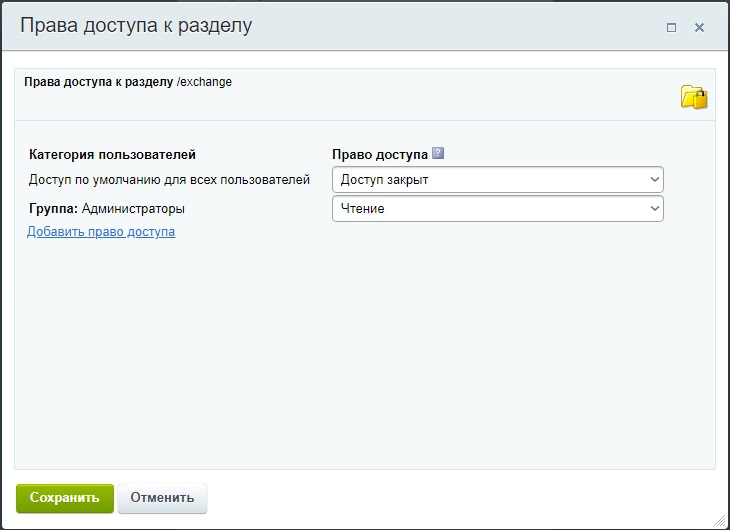 Права доступа к разделу
Права доступа к разделу /exchange
Категория пользователей Право доступа ?
Доступ по умолчанию для всех пользователей Доступ закрыт
Группа: Администраторы Чтение
Добавить право доступа
Сохранить Отменить